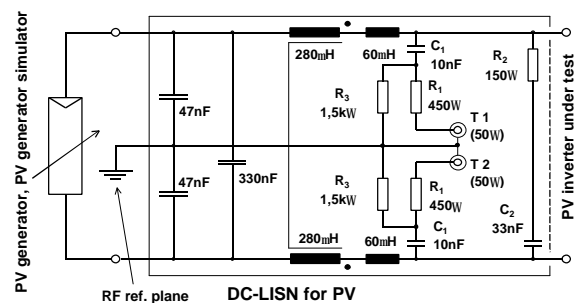 PV generator, PV generator simulator
280mH
60mH
C1
10nF
R2
150W
R3
1,5kW
R1
450W
47nF
T 1
(50W)
330nF
47nF
T 2
(50W)
R3
1,5kW
R1
450W
C2
33nF
C1
10nF
280mH
60mH
PV inverter under test
RF ref. plane
DC-LISN for PV